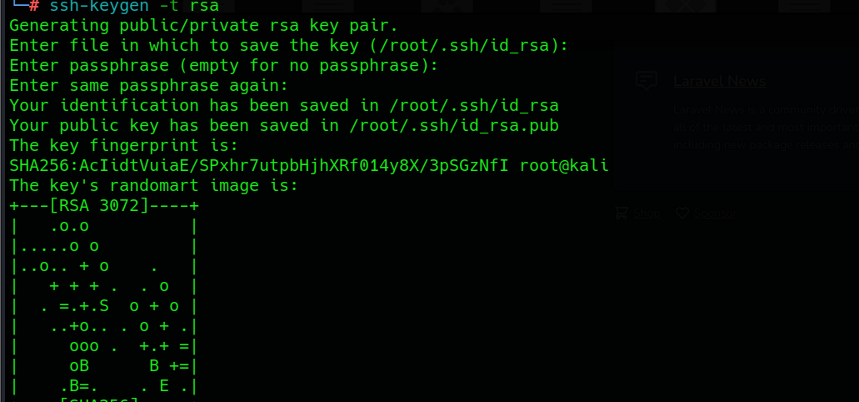 └─# ssh-keygen -t rsa
Generating public/private rsa key pair.
Enter file in which to save the key (/root/.ssh/id_rsa):
Enter passphrase (empty for no passphrase):
Enter same passphrase again:
Your identification has been saved in /root/.ssh/id_rsa
Your public key has been saved in /root/.ssh/id_rsa.pub
The key fingerprint is:
SHA256:AcIidtVuiaE/SPxhr7utpbHjhXRf014y8X/3pSGzNfI root@kali
The key's randomart image is:
+---[RSA 3072]----+
|   .o.o          |
|.....o o         |
|..o.. + o    .   |
|   + + + .  . o  |
|  . =.+.S  o + o |
|   ..+o.. . o + .|
|     ooo .  +.+ =|
|     oB      B +=|
|    .B=.    . E .|
Laravel News